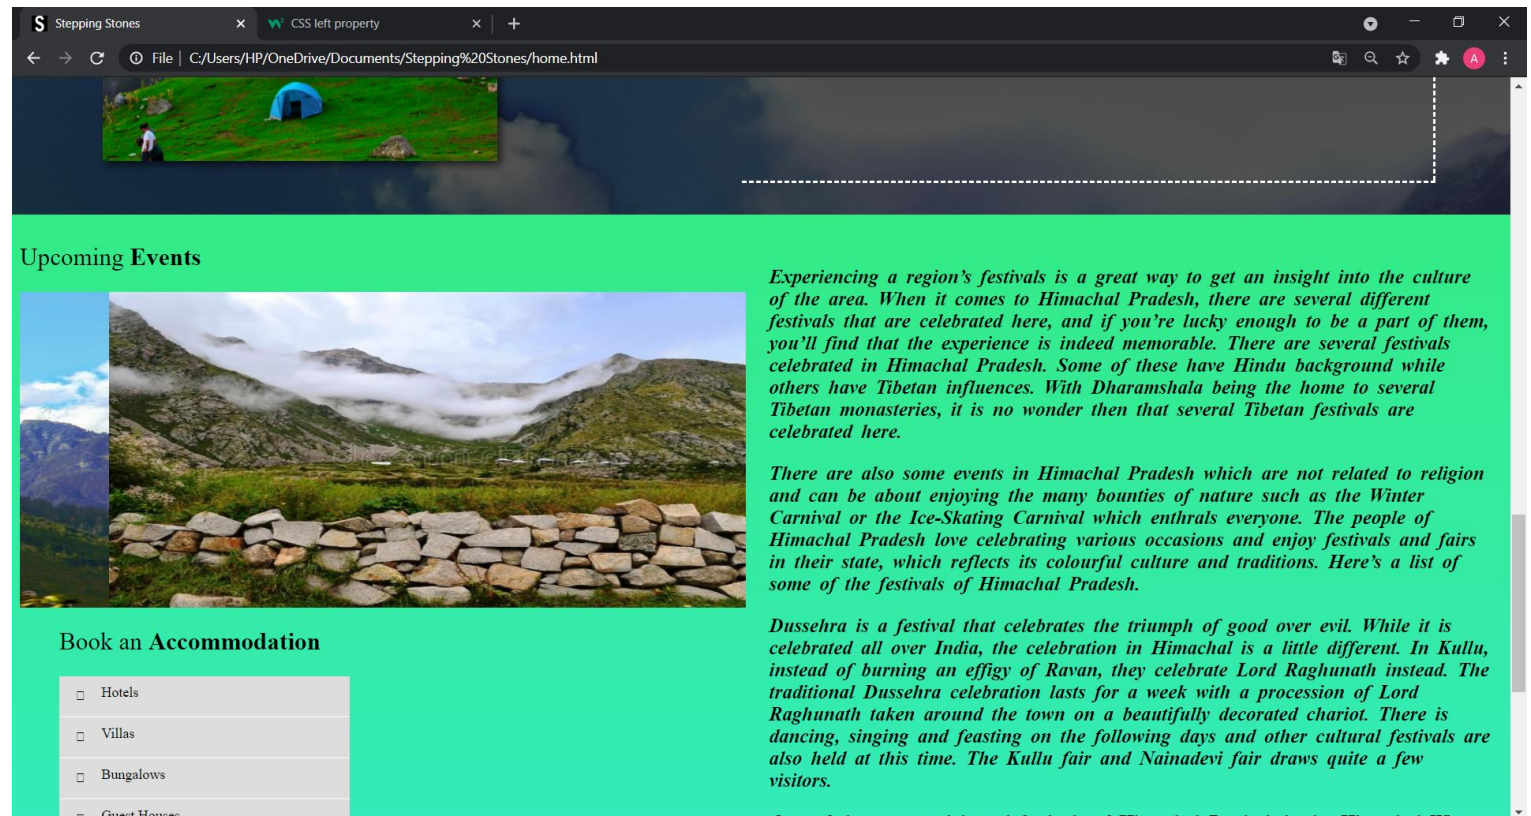 Stepping Stones
CSS left property
File | C:/Users/HP/OneDrive/Documents/Stepping%20Stones/home.html
A
Upcoming Events
Book an Accommodation
Hotels
Villas
Bungalows
Guest Houses
Experiencing a region’s festivals is a great way to get an insight into the culture
of the area. When it comes to Himachal Pradesh, there are several different
festivals that are celebrated here, and if you’re lucky enough to be a part of them,
you’ll find that the experience is indeed memorable. There are several festivals
celebrated in Himachal Pradesh. Some of these have Hindu background while
others have Tibetan influences. With Dharamshala being the home to several
Tibetan monasteries, it is no wonder then that several Tibetan festivals are
celebrated here.
There are also some events in Himachal Pradesh which are not related to religion
and can be about enjoying the many bounties of nature such as the Winter
Carnival or the Ice-Skating Carnival which enthrals everyone. The people of
Himachal Pradesh love celebrating various occasions and enjoy festivals and fairs
in their state, which reflects its colourful culture and traditions. Here’s a list of
some of the festivals of Himachal Pradesh.
Dussehra is a festival that celebrates the triumph of good over evil. While it is
celebrated all over India, the celebration in Himachal is a little different. In Kullu,
instead of burning an effigy of Ravan, they celebrate Lord Raghunath instead. The
traditional Dussehra celebration lasts for a week with a procession of Lord
Raghunath taken around the town on a beautifully decorated chariot. There is
dancing, singing and feasting on the following days and other cultural festivals are
also held at this time. The Kullu fair and Nainadevi fair draws quite a few
visitors.